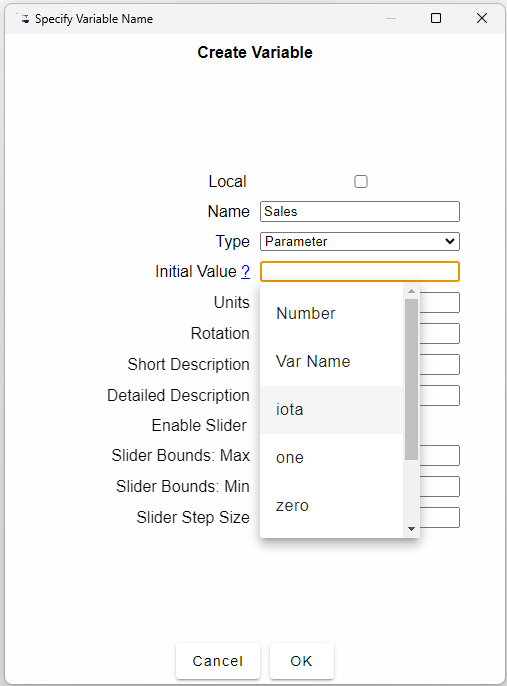 Specify Variable Name
Create Variable
Local
Name Sales
Type Parameter
Initial Value ?
Units
Rotation
Short Description
Detailed Description
Enable Slider
Slider Bounds: Max
Slider Bounds: Min
Slider Step Size
Number
Var Name
iota
one
zero
Cancel OK